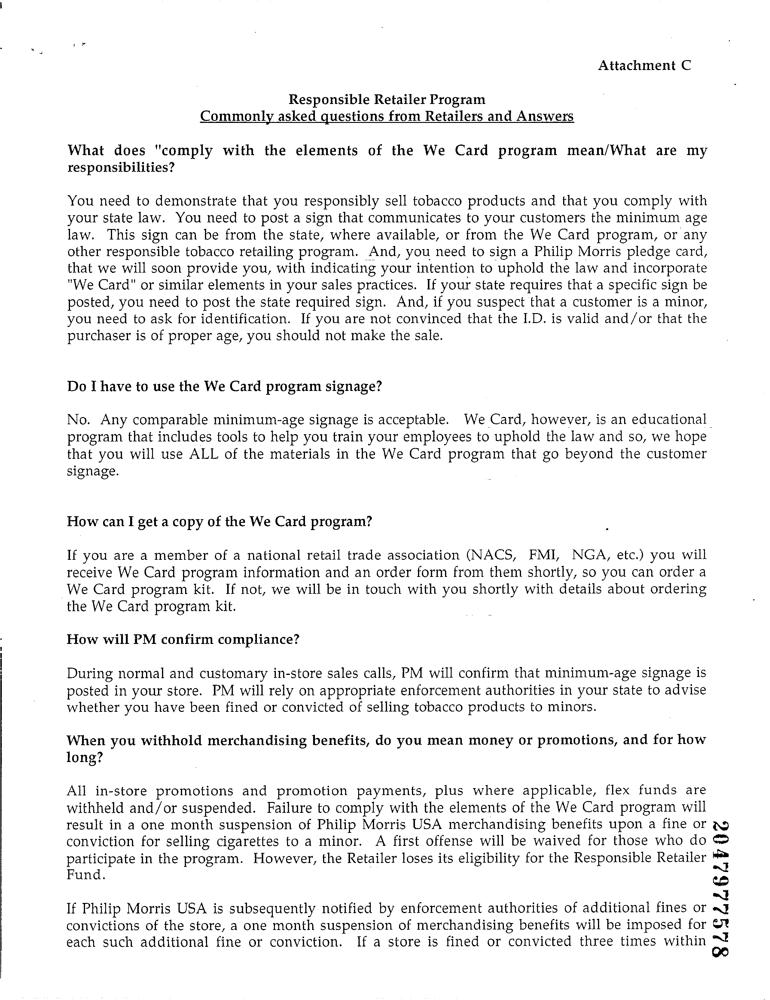 Attachment C
Responsible Retailer Program
Commonly asked questions from Retailers and Answers
What does "comply with the elements of the We Card program mean/What are my
responsibilities?
You need to demonstrate that you responsibly sell tobacco products and that you comply with
your state law. You need to post a sign that communicates to your customers the minimum age
law. This sign can be from the state, where available, or from the We Card program, or any
other responsible tobacco retailing program. And, you need to sign a Philip Morris pledge card,
that we will soon provide you, with indicating your intention to uphold the law and incorporate
"We Card" or similar elements in your sales practices. If your state requires that a specific sign be
posted, you need to post the state required sign. And, if you suspect that a customer is a minor,
you need to ask for identification. If you are not convinced that the I.D. is valid and/or that the
purchaser is of proper age, you should not make the sale.
Do I have to use the We Card program signage?
No. Any comparable minimum-age signage is acceptable. We Card, however, is an educational
program that includes tools to help you train your employees to uphold the law and so, we hope
that you will use ALL of the materials in the We Card program that go beyond the customer
signage.
How can I get a copy of the We Card program?
If you are a member of a national retail trade association (NACS, FMI, NGA, etc.) you will
receive We Card program information and an order form from them shortly, so you can order a
We Card program kit. If not, we will be in touch with you shortly with details about ordering
the We Card program kit.
How will PM confirm compliance?
During normal and customary in-store sales calls, PM will confirm that minimum-age signage is
posted in your store. PM will rely on appropriate enforcement authorities in your state to advise
whether you have been fined or convicted of selling tobacco products to minors.
When you withhold merchandising benefits, do you mean money or promotions, and for how
long?
All in-store promotions and promotion payments, plus where applicable, flex funds are
withheld and/or suspended. Failure to comply with the elements of the We Card program will
result in a one month suspension of Philip Morris USA merchandising benefits upon a fine or
conviction for selling cigarettes to a minor. A first offense will be waived for those who do
participate in the program. However, the Retailer loses its eligibility for the Responsible Retailer
Fund.
If Philip Morris USA is subsequently notified by enforcement authorities of additional fines or
convictions of the store, a one month suspension of merchandising benefits will be imposed for
each such additional fine or conviction. If a store is fined or convicted three times within
2047977578